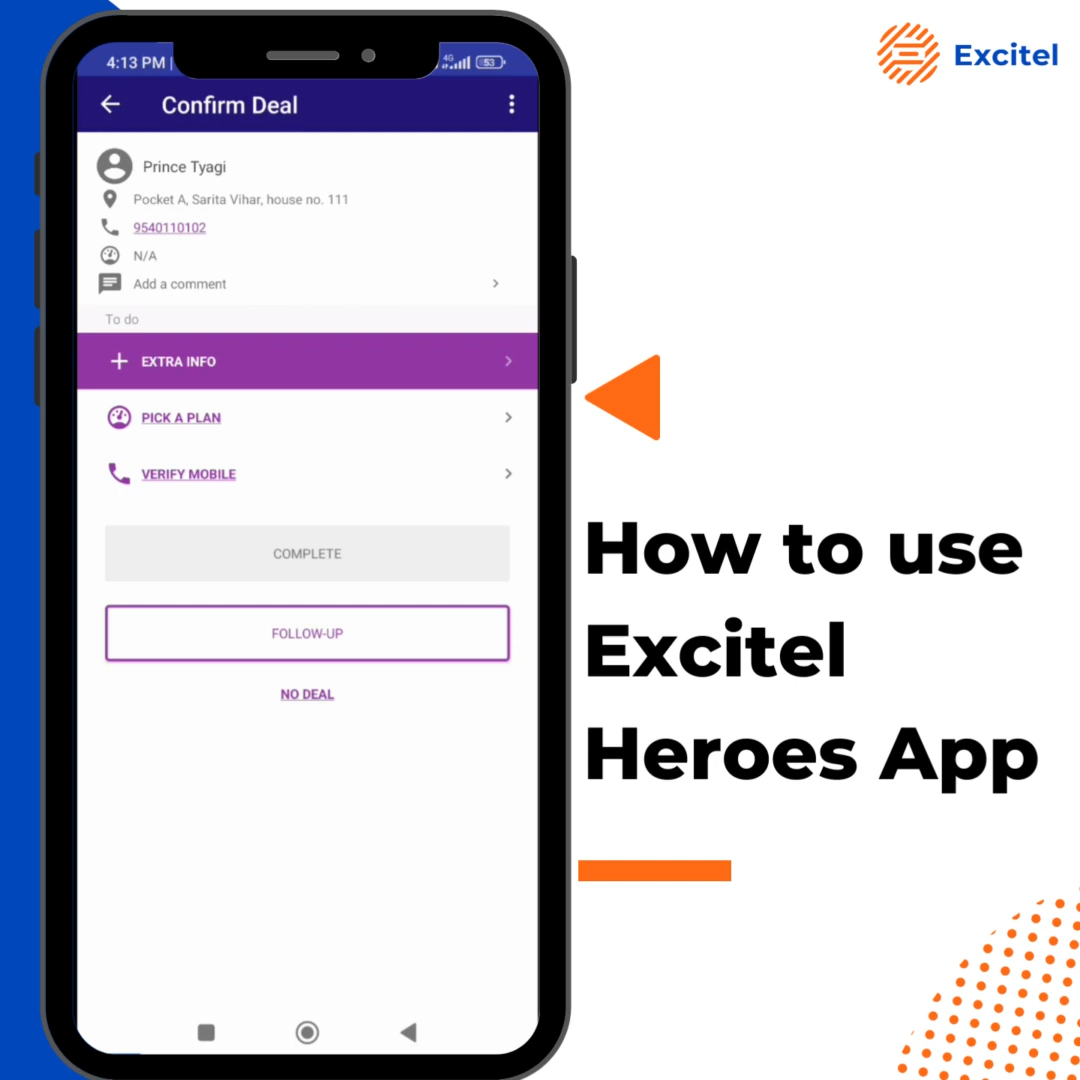 4:13 PM
4G
53
Excitel
Confirm Deal
Prince Tyagi
Pocket A, Sarita Vihar, house no. 111
9540110102
N/A
Add a comment
To do
EXTRA INFO
PICK A PLAN
VERIFY MOBILE
COMPLETE
FOLLOW-UP
NO DEAL
How to use
Excitel
Heroes App